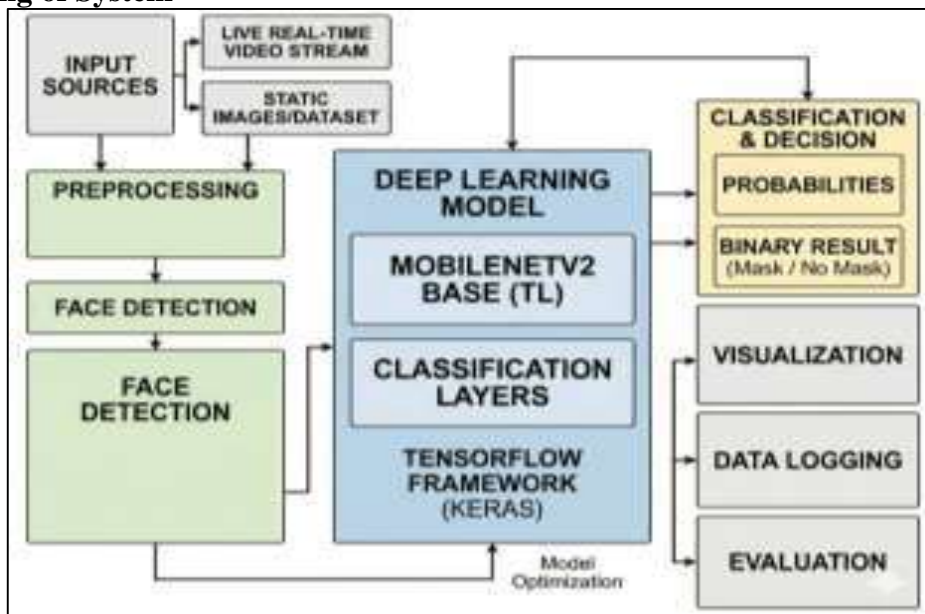 ng of System
INPUT
SOURCES
LIVE REAL-TIME
VIDEO STREAM
STATIC
IMAGES/DATASET
PREPROCESSING
FACE DETECTION
FACE
DETECTION
DEEP LEARNING
MODEL
MOBILENETV2
BASE (TL)
CLASSIFICATION
LAYERS
TENSORFLOW
FRAMEWORK
(KERAS)
Model
Optimization
CLASSIFICATION
& DECISION
PROBABILITIES
BINARY RESULT
(Mask / No Mask)
VISUALIZATION
DATA LOGGING
EVALUATION